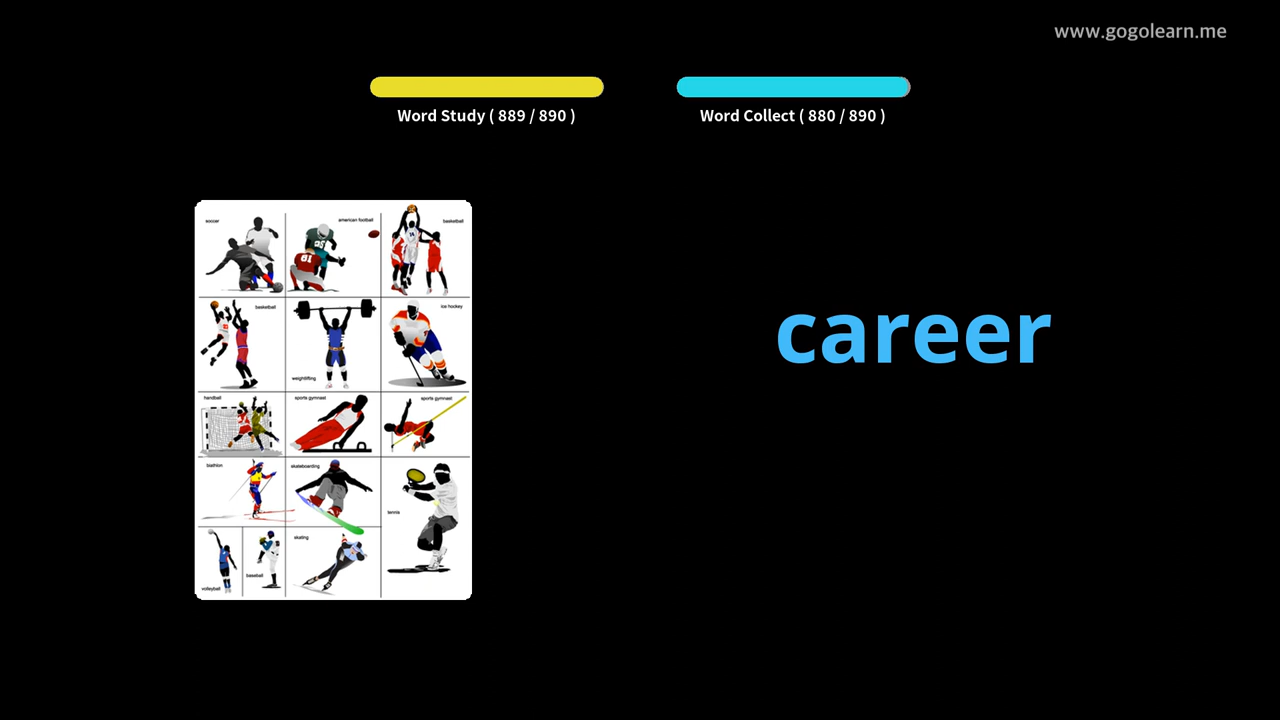 www.gogolearn.me
Word Study ( 889 / 890 )
Word Collect ( 880 / 890 )
soccer
american football
basketball
basketball
weightlifting
ice hockey
handball
sports gymnast
sports gymnast
biathlon
skateboarding
tennis
volleyball
baseball
skating
career